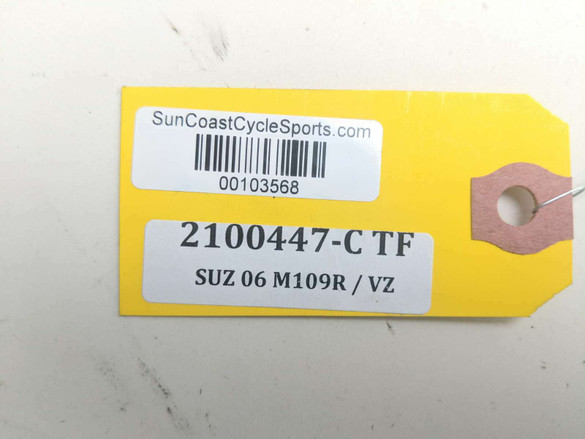 SunCoastCycleSports.com
00103568
2100447-C TF
SUZ 06 M109R / VZ